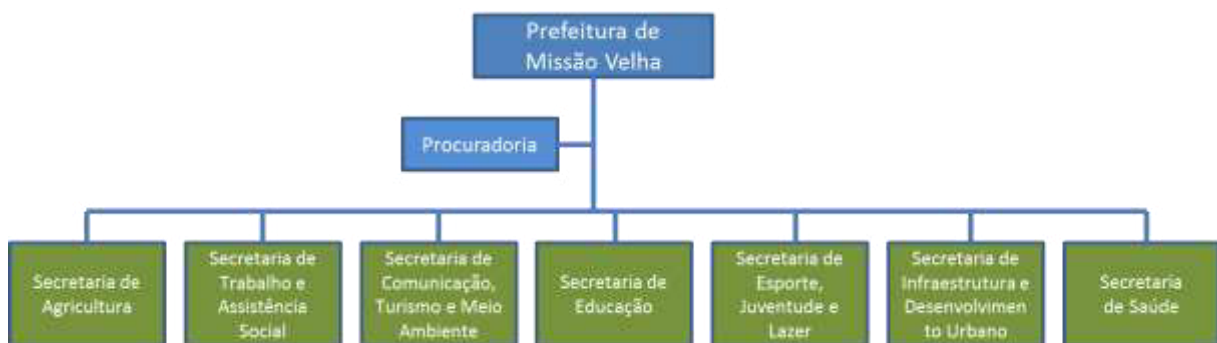 Prefeitura de
Missão Velha
Procuradoria
Secretaria de
Agricultura
Secretaria de
Trabalho e
Assistência
Social
Secretaria de
Comunicação,
Turismo e Meio
Ambiente
Secretaria de
Educação
Secretaria de
Esporte,
Juventude e
Lazer
Secretaria de
Infraestrutura e
Desenvolvimen
to Urbano
Secretaria
de Saúde